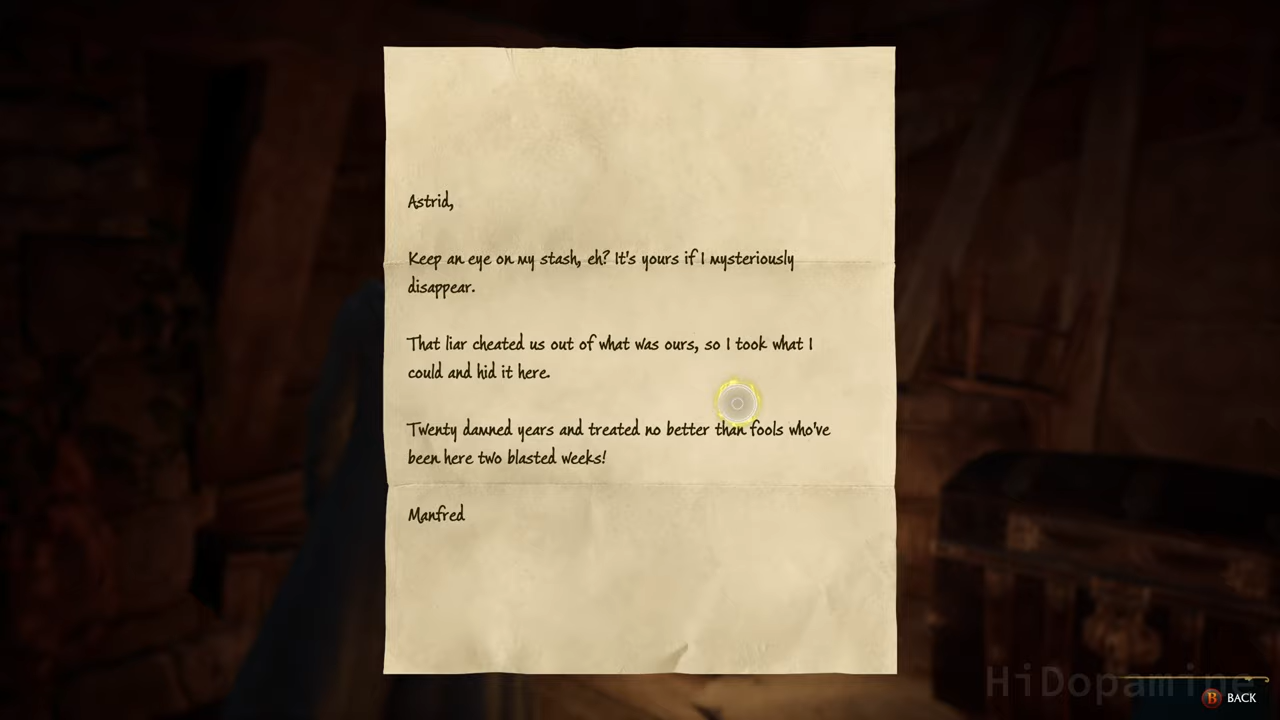 Astrid,
Keep an eye on my stash, eh? It's yours if I mysteriously
disappear.
That liar cheated us out of what was ours, so I took what I
could and hid it here.
Twenty damned years and treated no better than fools who've
been here two blasted weeks!
Manfred
HiDopamine
B BACK